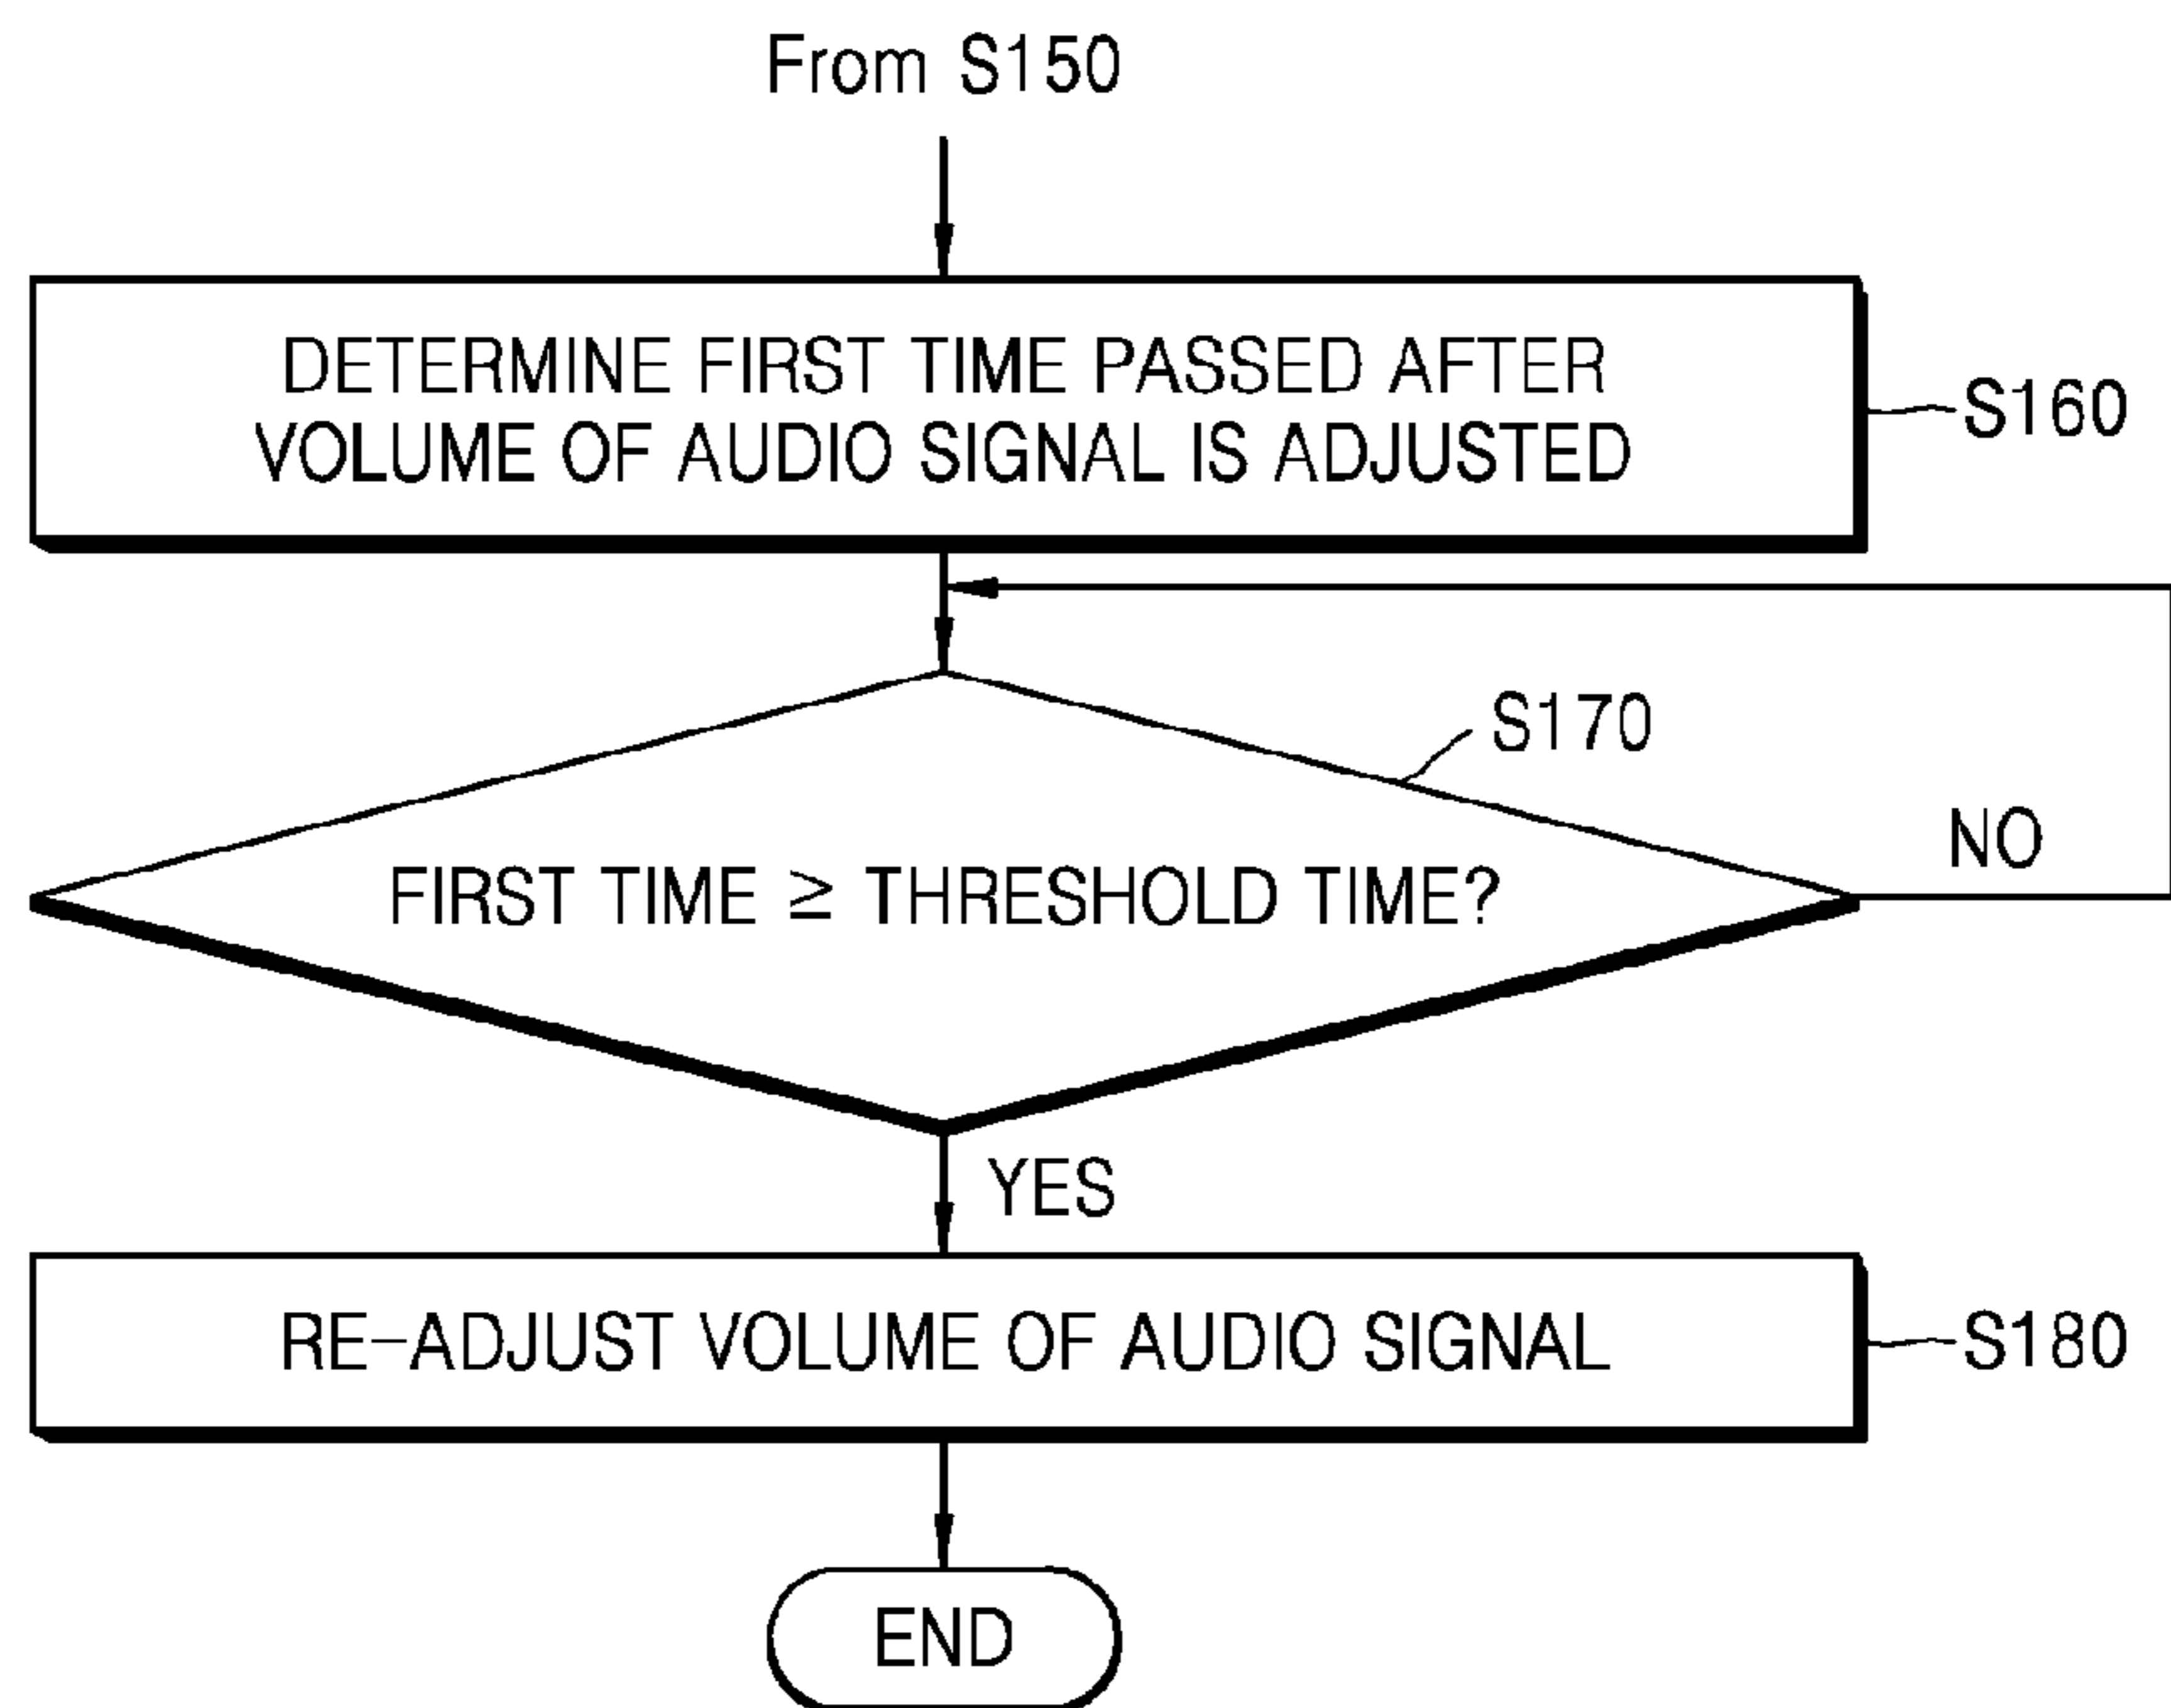 From S150
DETERMINE FIRST TIME PASSED AFTER
VOLUME OF AUDIO SIGNAL IS ADJUSTED
S160
S170
NO
FIRST TIME ≥ THRESHOLD TIME?
YES
RE-ADJUST VOLUME OF AUDIO SIGNAL
S180
END